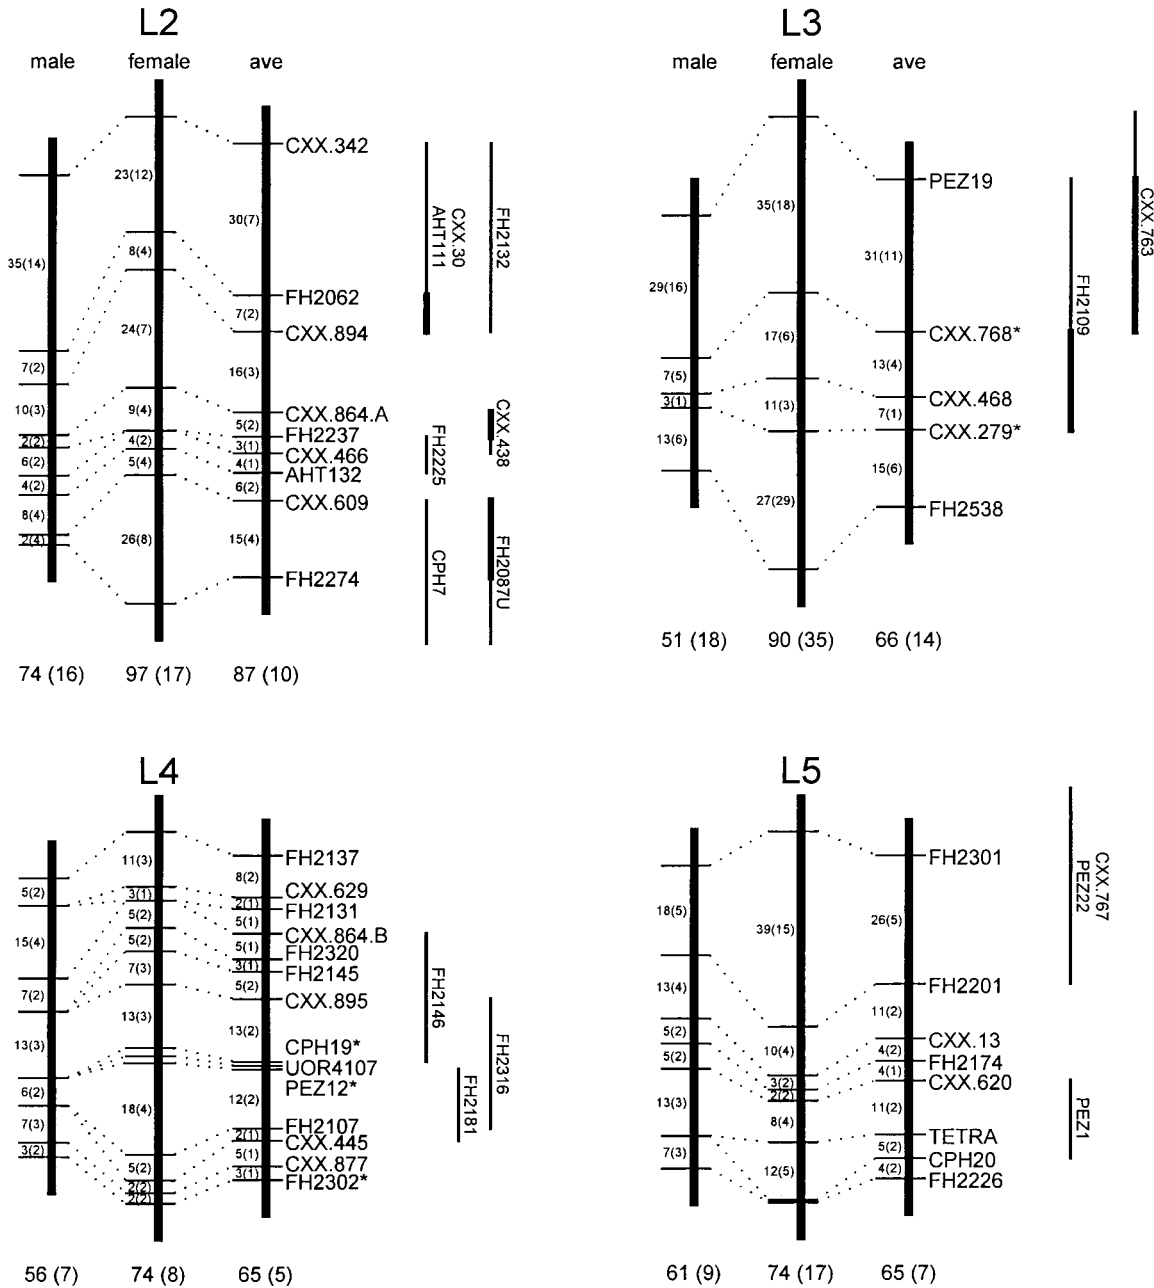 L2
male female ave
23(12)
8(4)
24(7)
9(4)
4(2)
5(4)
26(8)
35(14)
7(2)
10(3)
2(2)
6(2)
4(2)
8(4)
2(4)
30(7)
7(2)
16(3)
5(2)
3(1)
4(1)
6(2)
15(4)
CXX.342
FH2062
CXX.894
CXX.864.A
FH2237
CXX.466
AHT132
CXX.609
FH2274
CXX.30
AHT111
FH2132
CXX.438
FH2225
CPH7
FH2087U
74 (16) 97 (17) 87 (10)
L3
male female ave
29(16)
7(5)
3(1)
13(6)
35(18)
17(6)
11(3)
27(29)
31(11)
13(4)
7(1)
15(6)
PEZ19
CXX.768*
CXX.468
CXX.279*
FH2538
FH2109
CXX.763
51 (18) 90 (35) 66 (14)
L4
5(2)
15(4)
7(2)
13(3)
6(2)
7(3)
3(2)
11(3)
3(1)
5(2)
5(2)
7(3)
13(3)
18(4)
5(2)
2(2)
2(2)
8(2)
2(1)
5(1)
5(1)
3(1)
5(2)
13(2)
12(2)
2(1)
5(1)
3(1)
FH2137
CXX.629
FH2131
CXX.864.B
FH2320
FH2145
CXX.895
CPH19*
UOR4107
PEZ12*
FH2107
CXX.445
CXX.877
FH2302*
FH2146
FH2316
FH2181
56 (7) 74 (8) 65 (5)
L5
18(5)
13(4)
5(2)
5(2)
13(3)
7(3)
39(15)
10(4)
3(2)
2(2)
8(4)
12(5)
26(5)
11(2)
4(2)
4(1)
11(2)
5(2)
4(2)
FH2301
FH2201
CXX.13
FH2174
CXX.620
TETRA
CPH20
FH2226
CXX.767
PEZ22
PEZ1
61 (9) 74 (17) 65 (7)